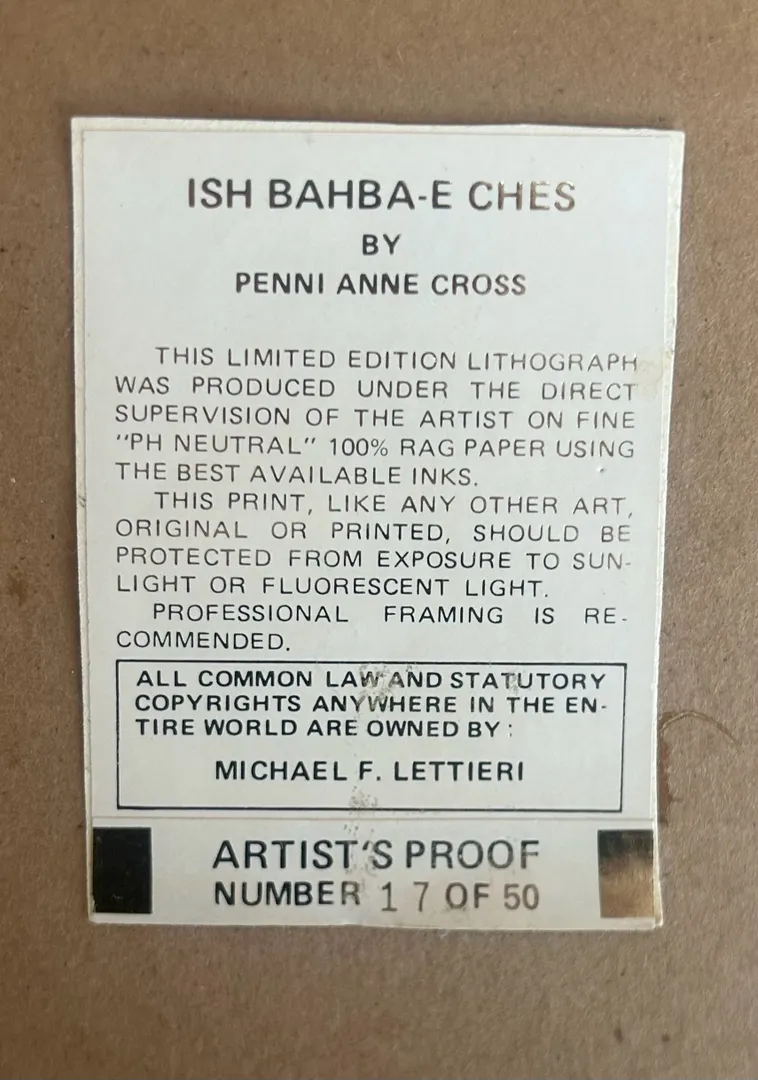 ISH BAHBA-E CHES
BY
PENNI ANNE CROSS
THIS LIMITED EDITION LITHOGRAPH
WAS PRODUCED UNDER THE DIRECT
SUPERVISION OF THE ARTIST ON FINE
"PH NEUTRAL" 100% RAG PAPER USING
THE BEST AVAILABLE INKS.
THIS PRINT, LIKE ANY OTHER ART,
ORIGINAL OR PRINTED, SHOULD BE
PROTECTED FROM EXPOSURE TO SUN-
LIGHT OR FLUORESCENT LIGHT.
PROFESSIONAL FRAMING IS RE-
COMMENDED.
ALL COMMON LAW AND STATUTORY
COPYRIGHTS ANYWHERE IN THE EN-
TIRE WORLD ARE OWNED BY:
MICHAEL F. LETTIERI
ARTIST'S PROOF
NUMBER 17 OF 50